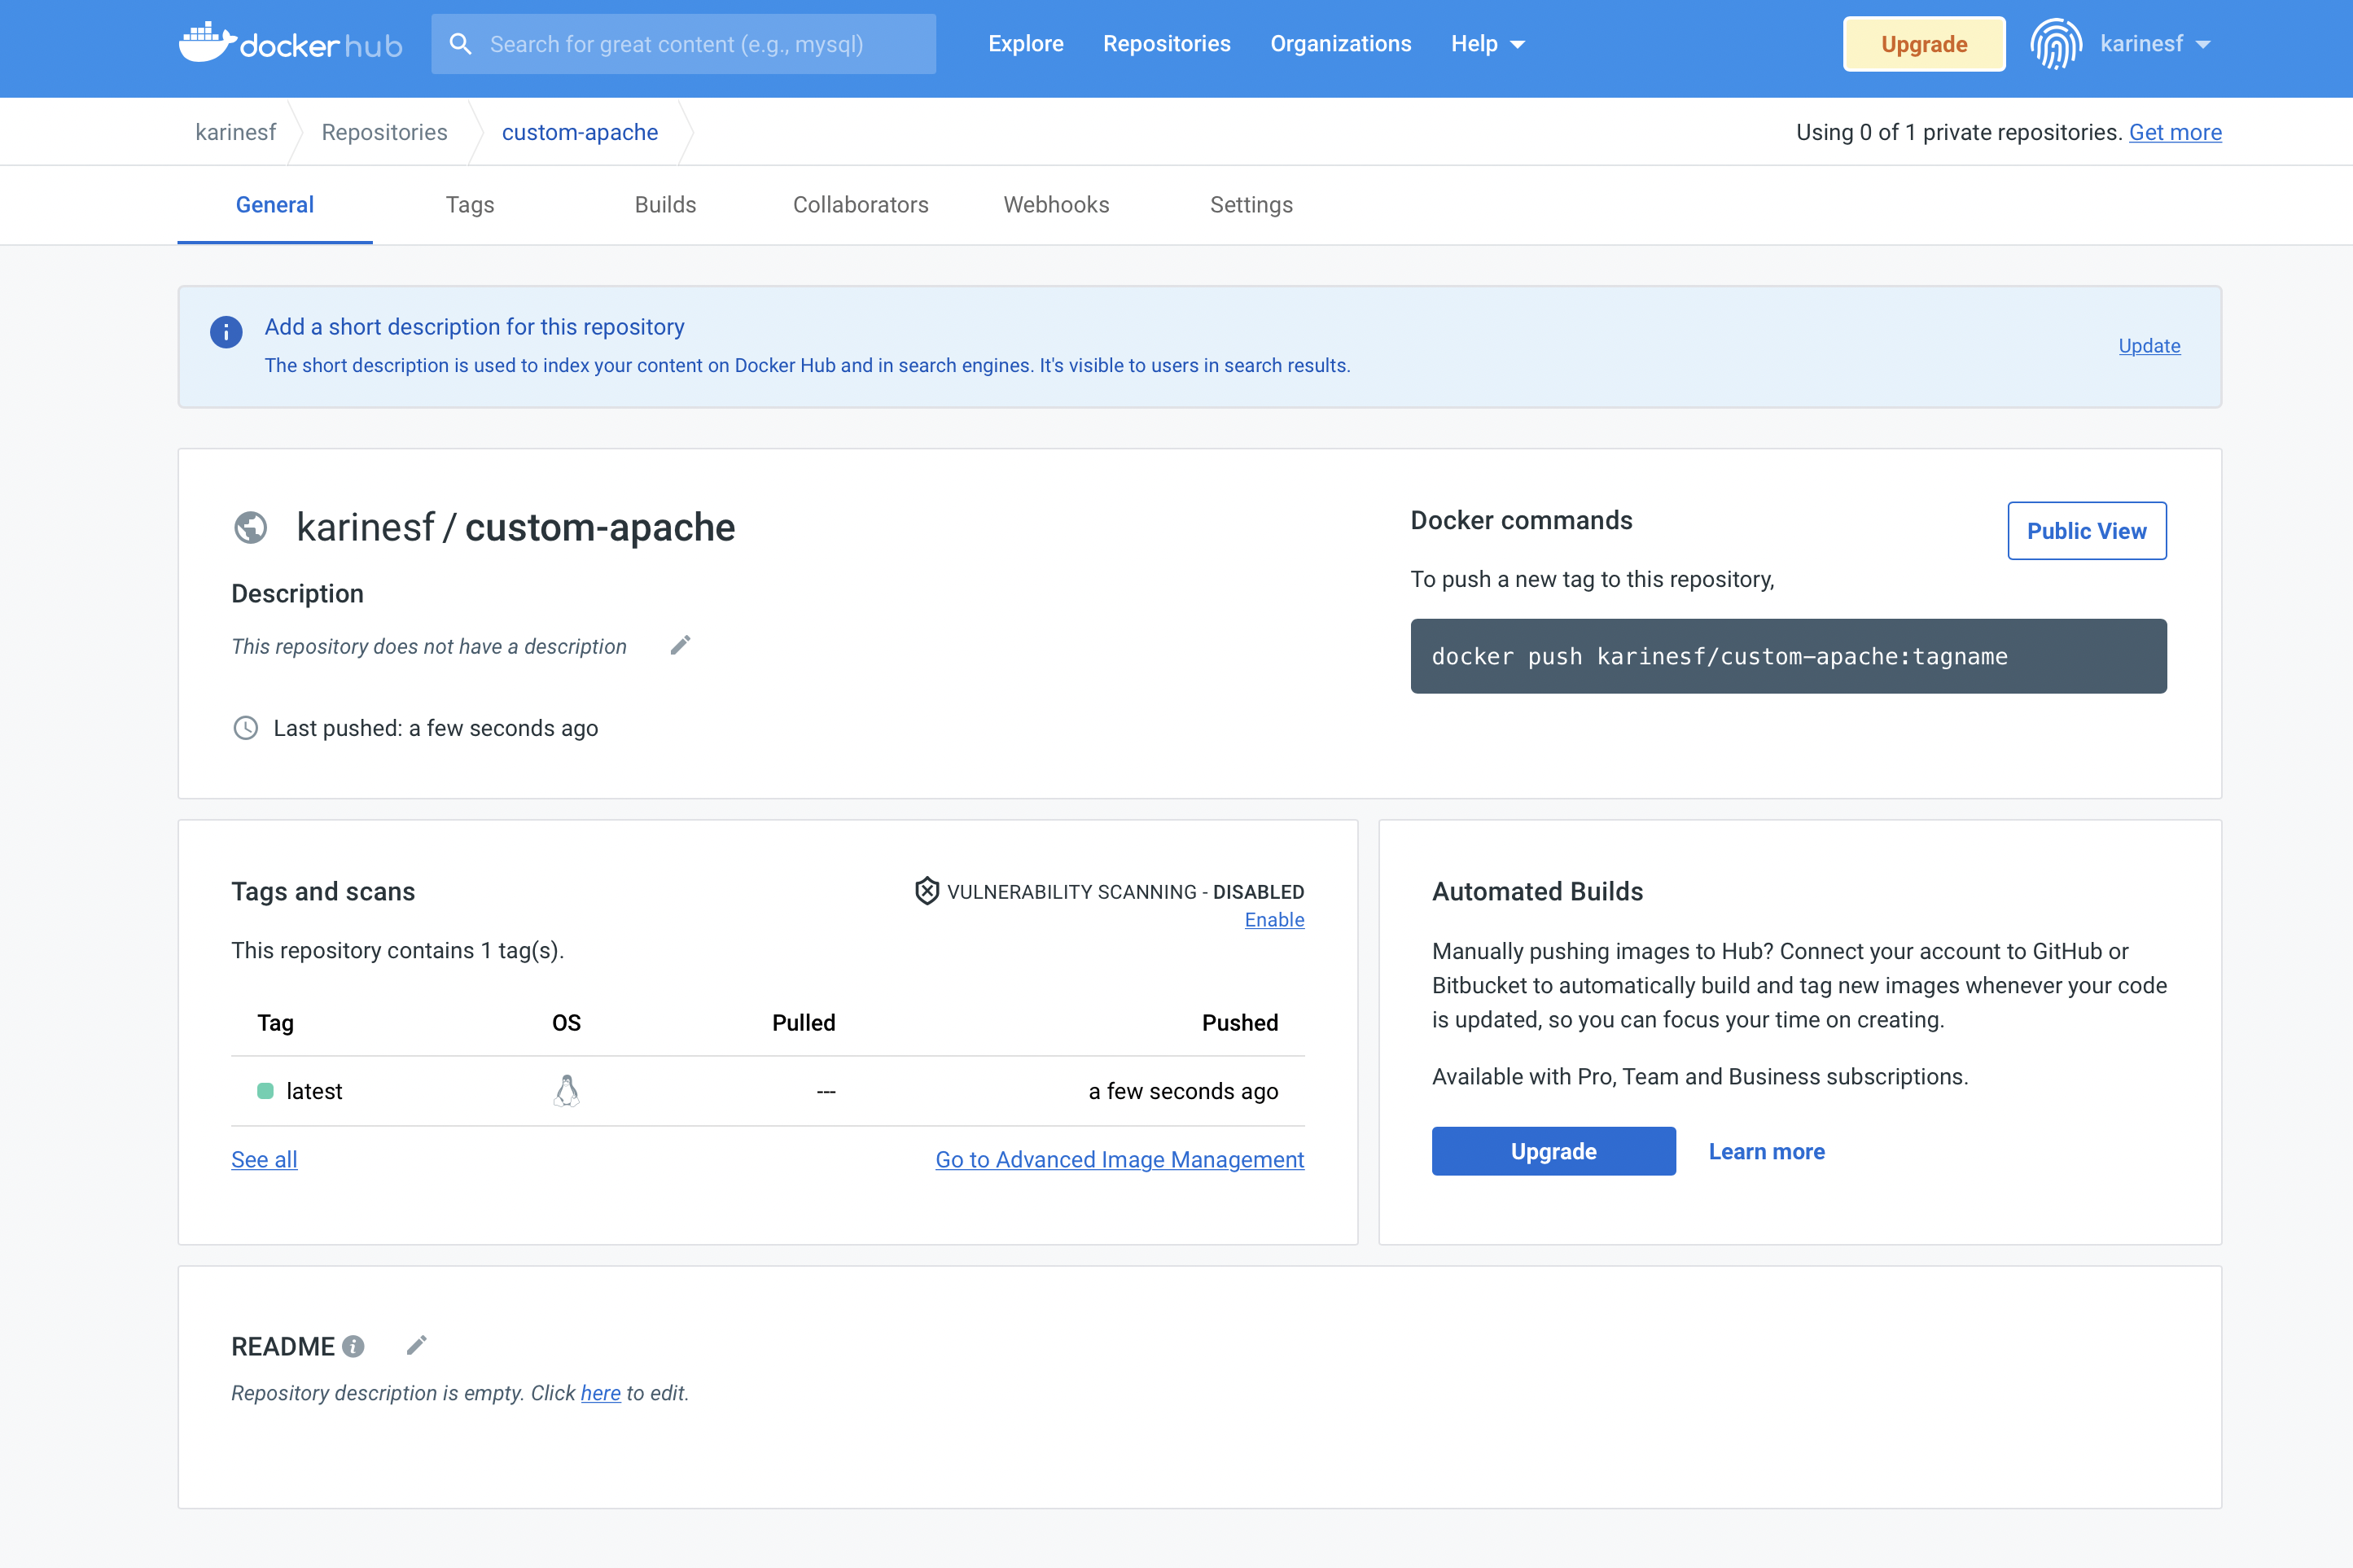 docker hub
Search for great content (e.g., mysql)
Explore
Repositories
Organizations
Help
Upgrade
karinesf
karinesf
Repositories
custom-apache
Using 0 of 1 private repositories. Get more
General
Tags
Builds
Collaborators
Webhooks
Settings
Add a short description for this repository
The short description is used to index your content on Docker Hub and in search engines. It's visible to users in search results.
Update
karinesf / custom-apache
Description
This repository does not have a description
Last pushed: a few seconds ago
Docker commands
Public View
To push a new tag to this repository,
docker push karinesf/custom-apache:tagname
Tags and scans
VULNERABILITY SCANNING - DISABLED
Enable
This repository contains 1 tag(s).
Tag OS Pulled Pushed
latest --- a few seconds ago
See all
Go to Advanced Image Management
Automated Builds
Manually pushing images to Hub? Connect your account to GitHub or
Bitbucket to automatically build and tag new images whenever your code
is updated, so you can focus your time on creating.
Available with Pro, Team and Business subscriptions.
Upgrade
Learn more
README
Repository description is empty. Click here to edit.